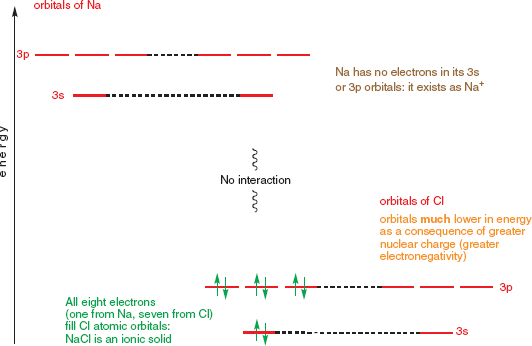 orbitals of Na
3p
Na has no electrons in its 3s
or 3p orbitals: it exists as Na⁺
3s
energy
No interaction
orbitals of Cl
orbitals much lower in energy
as a consequence of greater
nuclear charge (greater
electronegativity)
3p
All eight electrons
(one from Na, seven from Cl)
fill Cl atomic orbitals:
NaCl is an ionic solid
3s